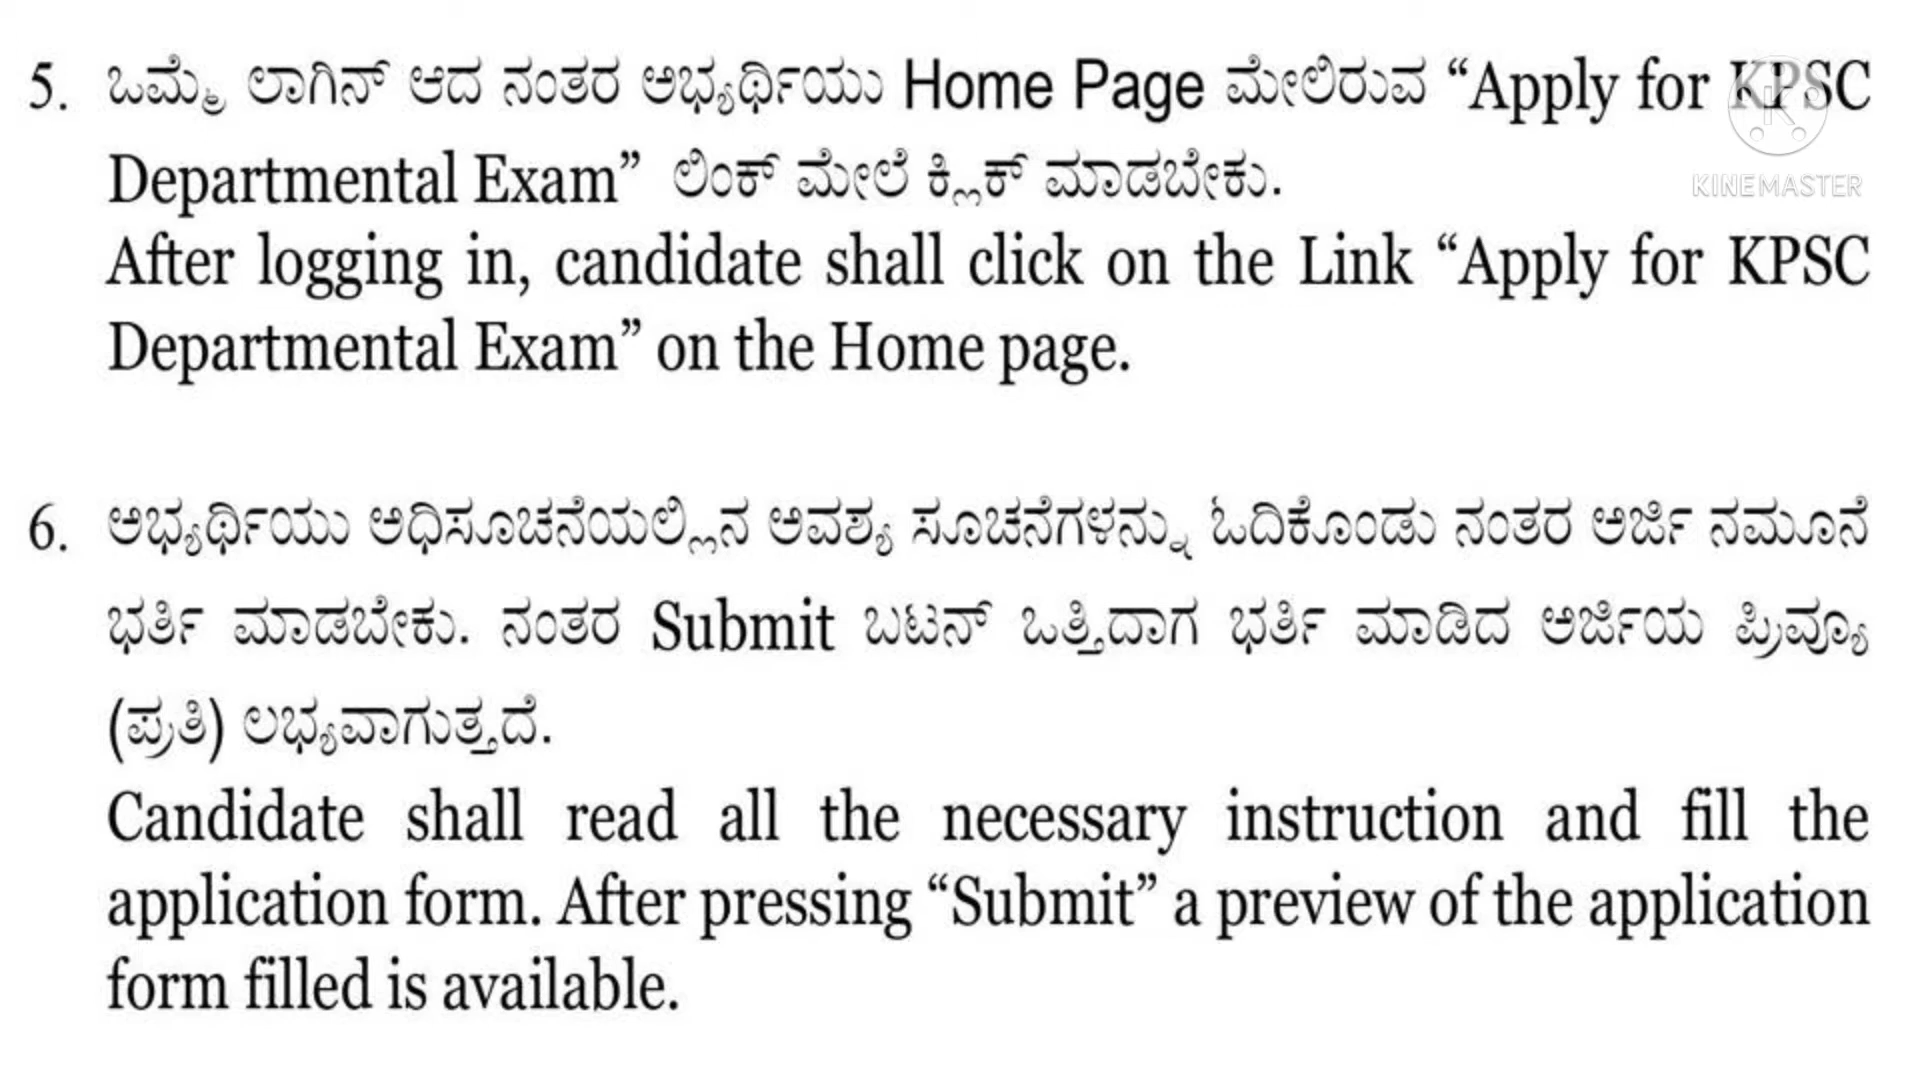 5. ಒಮ್ಮೆ ಲಾಗಿನ್ ಆದ ನಂತರ ಅಭ್ಯರ್ಥಿಯು Home Page ಮೇಲಿರುವ “Apply for KPSC
Departmental Exam” ಲಿಂಕ್ ಮೇಲೆ ಕ್ಲಿಕ್ ಮಾಡಬೇಕು.
KINEMASTER
After logging in, candidate shall click on the Link “Apply for KPSC
Departmental Exam” on the Home page.
6. ಅಭ್ಯರ್ಥಿಯು ಅಧಿಸೂಚನೆಯಲ್ಲಿನ ಅವಶ್ಯ ಸೂಚನೆಗಳನ್ನು ಓದಿಕೊಂಡು ನಂತರ ಅರ್ಜಿ ನಮೂನೆ
ಭರ್ತಿ ಮಾಡಬೇಕು. ನಂತರ Submit ಬಟನ್ ಒತ್ತಿದಾಗ ಭರ್ತಿ ಮಾಡಿದ ಅರ್ಜಿಯ ಪ್ರಿವ್ಯೂ
(ಪ್ರತಿ) ಲಭ್ಯವಾಗುತ್ತದೆ.
Candidate shall read all the necessary instruction and fill the
application form. After pressing “Submit” a preview of the application
form filled is available.